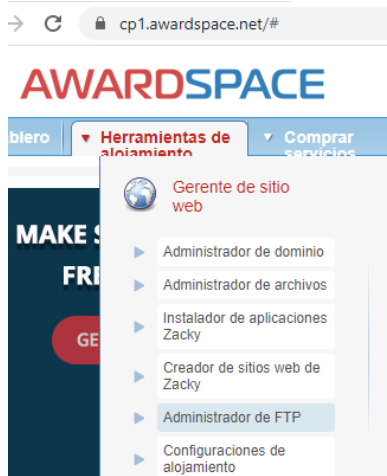 cp1.awardspace.net/#
AWARDSPACE
blero
Herramientas de
alojamiento
Comprar
servicios
Gerente de sitio
web
MAKE
FRE
GE
Administrador de dominio
Administrador de archivos
Instalador de aplicaciones
Zacky
Creador de sitios web de
Zacky
Administrador de FTP
Configuraciones de
alojamiento